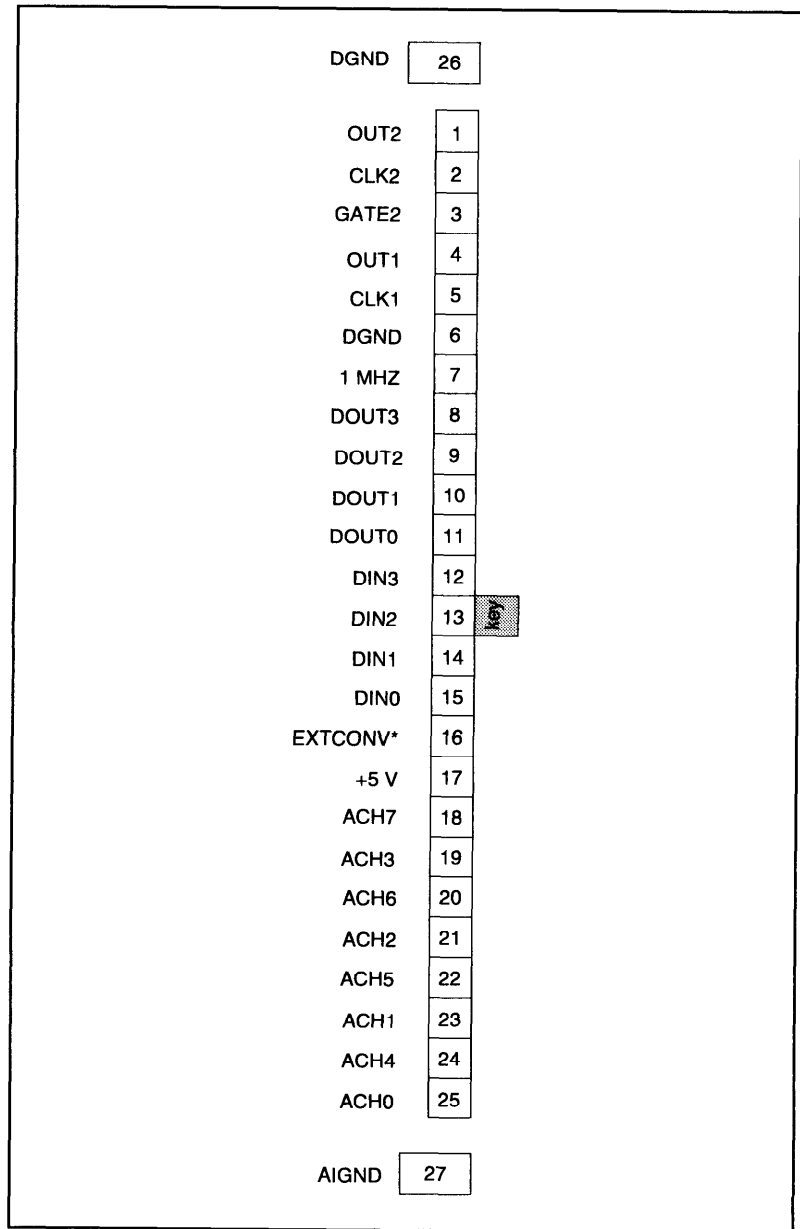 DGND 26
OUT2 1
CLK2 2
GATE2 3
OUT1 4
CLK1 5
DGND 6
1 MHZ 7
DOUT3 8
DOUT2 9
DOUT1 10
DOUT0 11
DIN3 12
DIN2 13 key
DIN1 14
DIN0 15
EXTCONV* 16
+5 V 17
ACH7 18
ACH3 19
ACH6 20
ACH2 21
ACH5 22
ACH1 23
ACH4 24
ACH0 25
AIGND 27